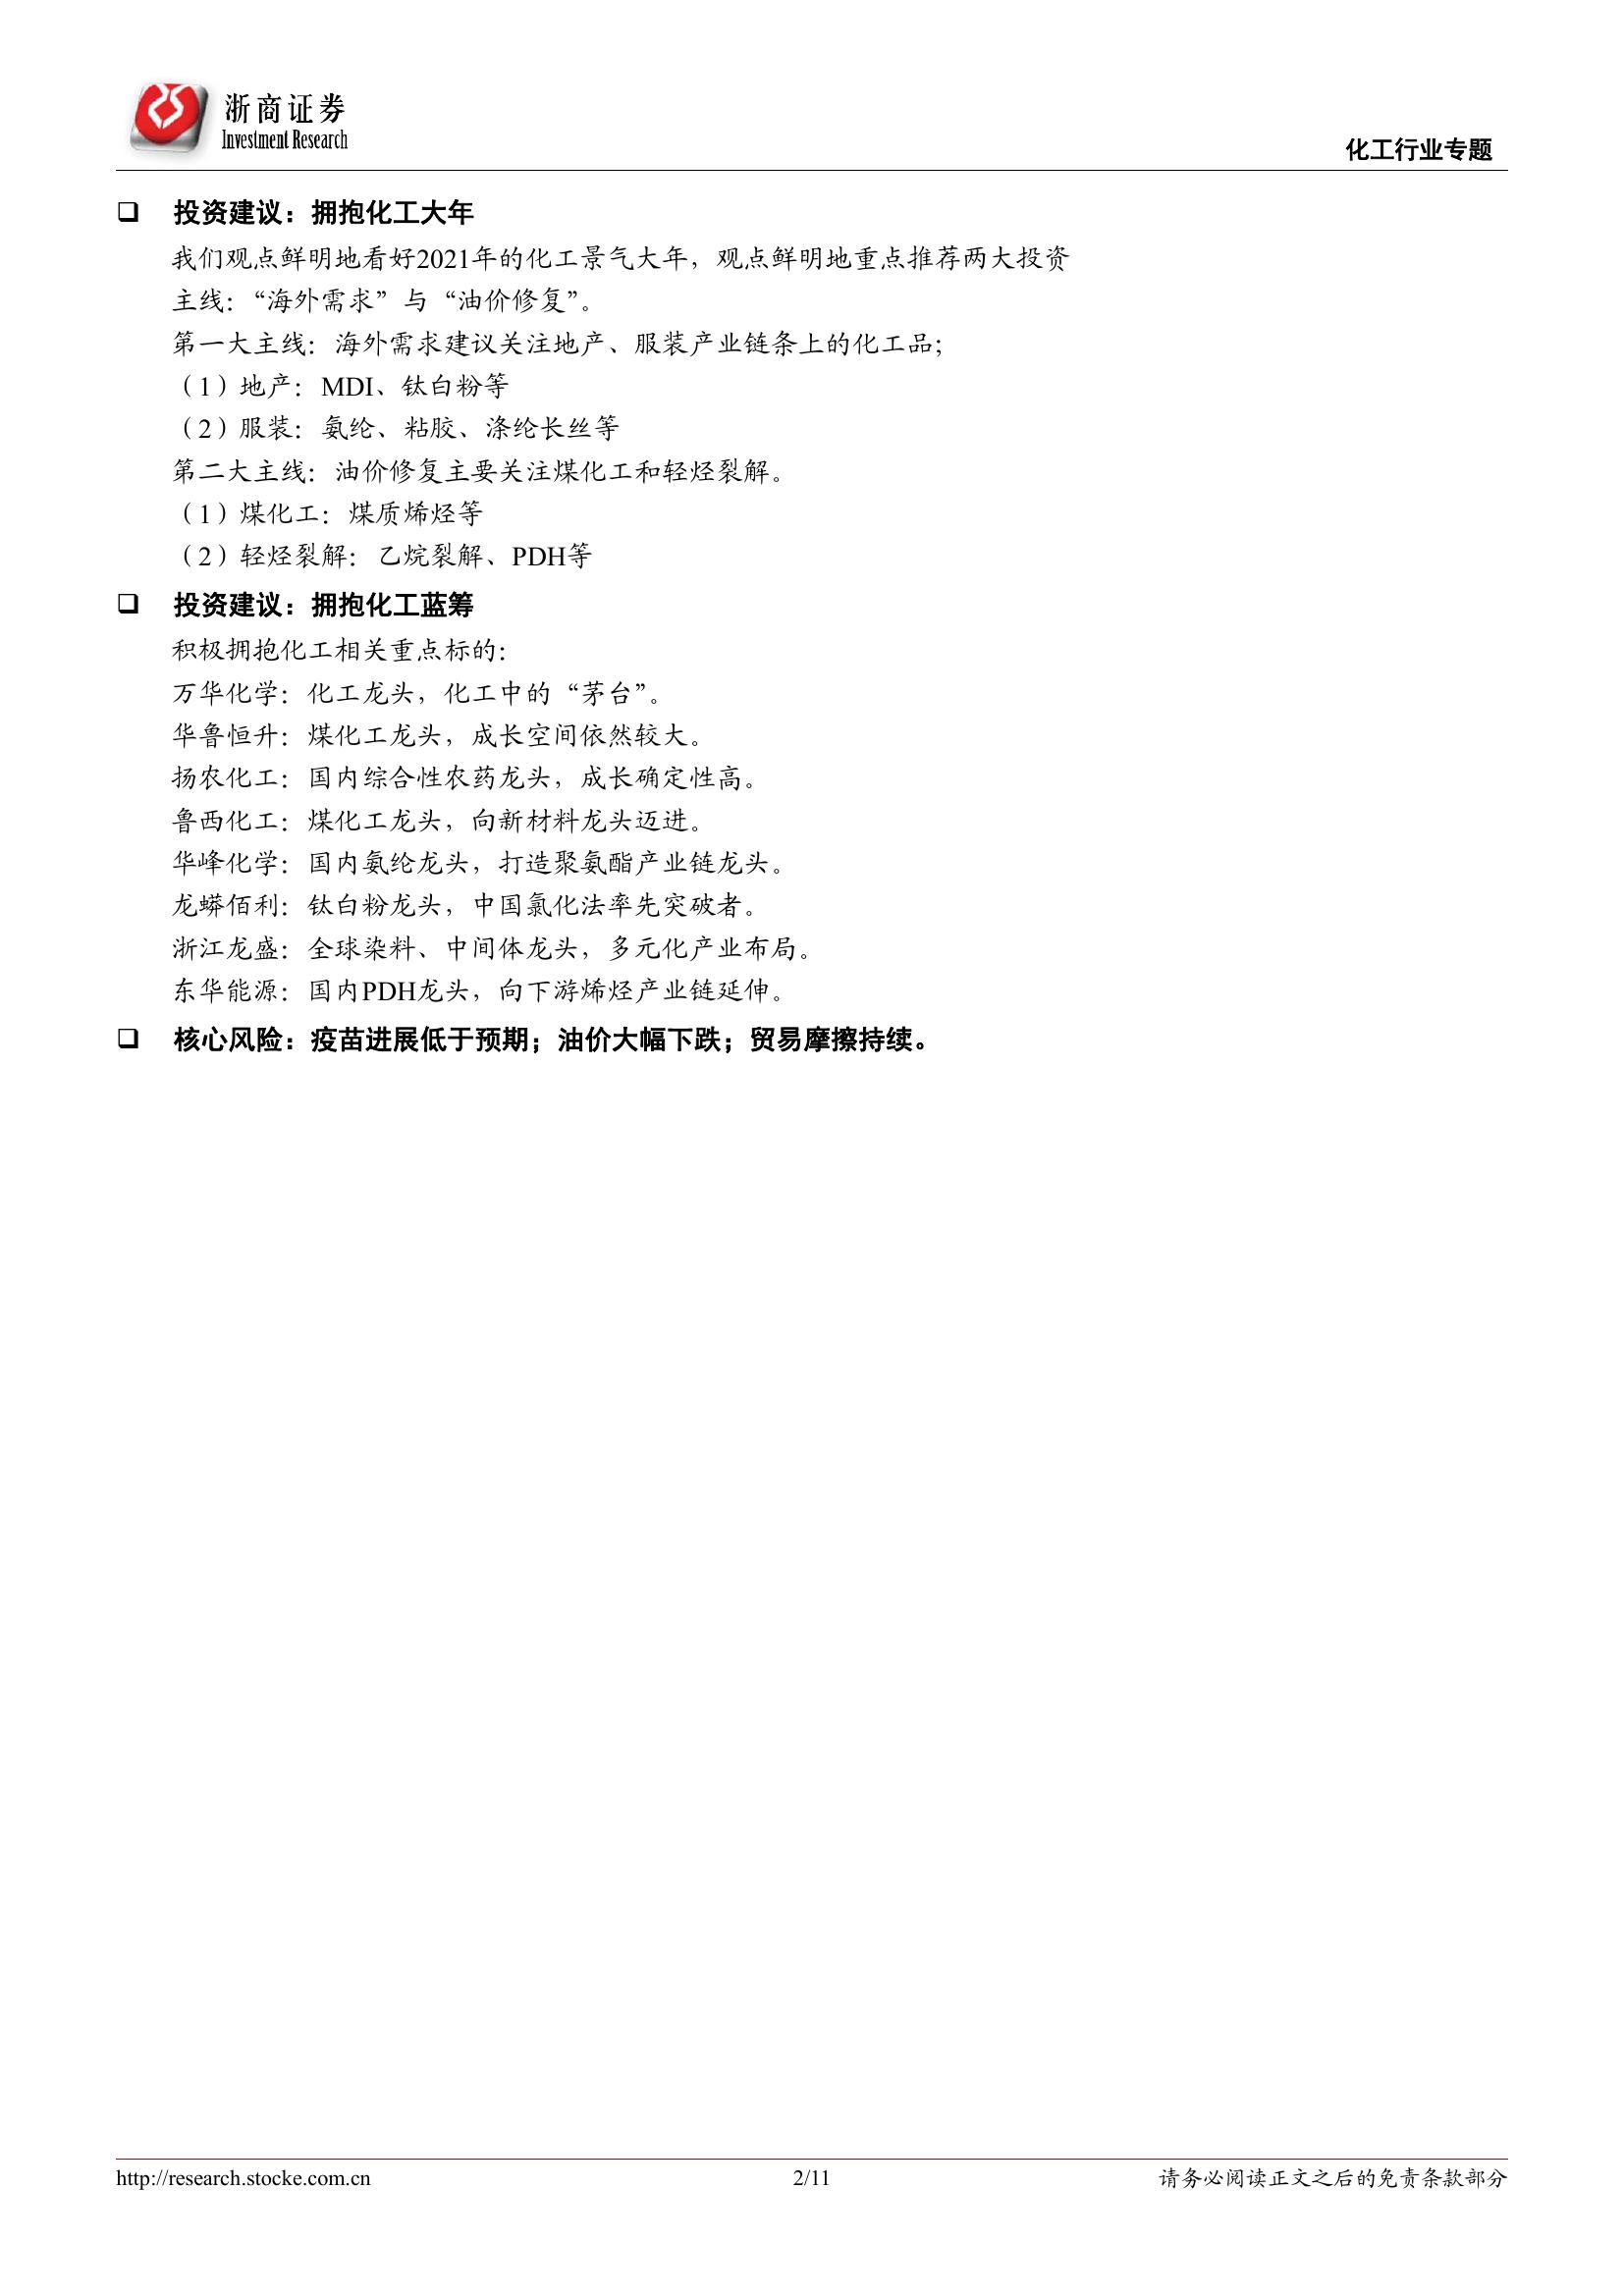 浙商证券
Investment Research
化工行业专题
❑ 投资建议：拥抱化工大年
我们观点鲜明地看好2021年的化工景气大年，观点鲜明地重点推荐两大投资
主线：“海外需求”与“油价修复”。
第一大主线：海外需求建议关注地产、服装产业链条上的化工品；
（1）地产：MDI、钛白粉等
（2）服装：氨纶、粘胶、涤纶长丝等
第二大主线：油价修复主要关注煤化工和轻烃裂解。
（1）煤化工：煤质烯烃等
（2）轻烃裂解：乙烷裂解、PDH等
❑ 投资建议：拥抱化工蓝筹
积极拥抱化工相关重点标的：
万华化学：化工龙头，化工中的“茅台”。
华鲁恒升：煤化工龙头，成长空间依然较大。
扬农化工：国内综合性农药龙头，成长确定性高。
鲁西化工：煤化工龙头，向新材料龙头迈进。
华峰化学：国内氨纶龙头，打造聚氨酯产业链龙头。
龙蟒佰利：钛白粉龙头，中国氯化法率先突破者。
浙江龙盛：全球染料、中间体龙头，多元化产业布局。
东华能源：国内PDH龙头，向下游烯烃产业链延伸。
❑ 核心风险：疫苗进展低于预期；油价大幅下跌；贸易摩擦持续。
http://research.stocke.com.cn
2/11
请务必阅读正文之后的免责条款部分